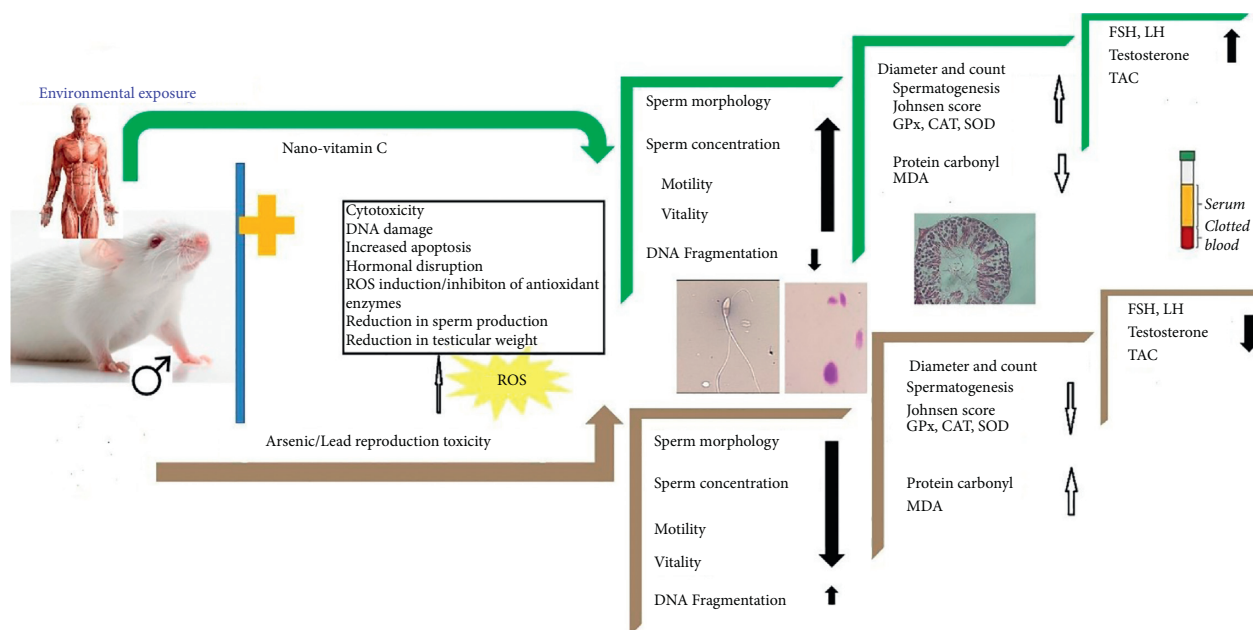 Environmental exposure
Nano-vitamin C
Cytotoxicity
DNA damage
Increased apoptosis
Hormonal disruption
ROS induction/inhibiton of antioxidant
enzymes
Reduction in sperm production
Reduction in testicular weight
ROS
Arsenic/Lead reproduction toxicity
Sperm morphology
Sperm concentration
Motility
Vitality
DNA Fragmentation
Diameter and count
Spermatogenesis
Johnsen score
GPx, CAT, SOD
Protein carbonyl
MDA
FSH, LH
Testosterone
TAC
Serum
Clotted
blood
Sperm morphology
Sperm concentration
Motility
Vitality
DNA Fragmentation
Diameter and count
Spermatogenesis
Johnsen score
GPx, CAT, SOD
Protein carbonyl
MDA
FSH, LH
Testosterone
TAC